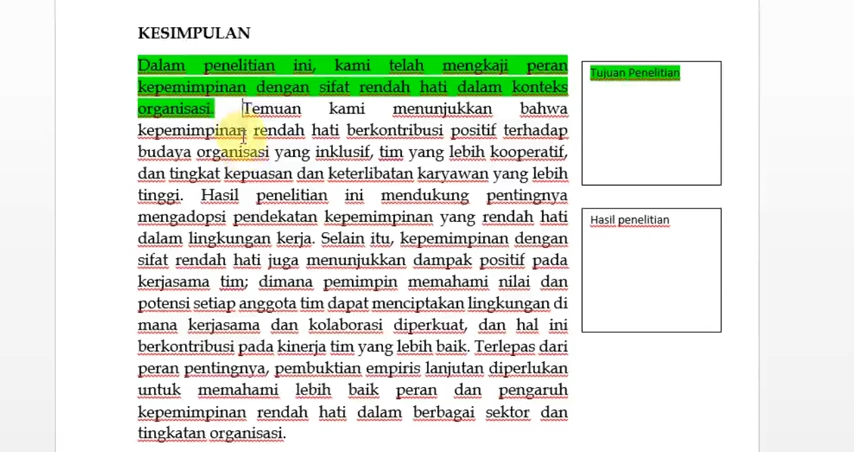 KESIMPULAN
Dalam penelitian ini, kami telah mengkaji peran
kepemimpinan dengan sifat rendah hati dalam konteks
organisasi. Temuan kami menunjukkan bahwa
kepemimpinan rendah hati berkontribusi positif terhadap
budaya organisasi yang inklusif, tim yang lebih kooperatif,
dan tingkat kepuasan dan keterlibatan karyawan yang lebih
tinggi. Hasil penelitian ini mendukung pentingnya
mengadopsi pendekatan kepemimpinan yang rendah hati
dalam lingkungan kerja. Selain itu, kepemimpinan dengan
sifat rendah hati juga menunjukkan dampak positif pada
kerjasama tim; dimana pemimpin memahami nilai dan
potensi setiap anggota tim dapat menciptakan lingkungan di
mana kerjasama dan kolaborasi diperkuat, dan hal ini
berkontribusi pada kinerja tim yang lebih baik. Terlepas dari
peran pentingnya, pembuktian empiris lanjutan diperlukan
untuk memahami lebih baik peran dan pengaruh
kepemimpinan rendah hati dalam berbagai sektor dan
tingkatan organisasi.
Tujuan Penelitian
Hasil penelitian